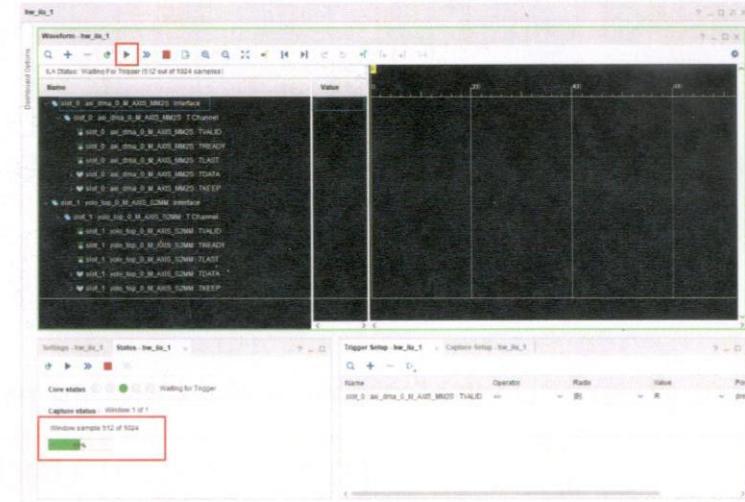 hw_ila_1
Waveform - hw_ila_1
Dashboard Options
ILA Status: Waiting For Trigger (512 out of 1024 samples)
Name
Value
slot_0 : axi_dma_0_M_AXIS_MM2S : Interface
slot_0 : axi_dma_0_M_AXIS_MM2S : T Channel
slot_0 : axi_dma_0_M_AXIS_MM2S : TVALID
slot_0 : axi_dma_0_M_AXIS_MM2S : TREADY
slot_0 : axi_dma_0_M_AXIS_MM2S : TLAST
slot_0 : axi_dma_0_M_AXIS_MM2S : TDATA
slot_0 : axi_dma_0_M_AXIS_MM2S : TKEEP
slot_1 : yolo_top_0_M_AXIS_S2MM : Interface
slot_1 : yolo_top_0_M_AXIS_S2MM : T Channel
slot_1 : yolo_top_0_M_AXIS_S2MM : TVALID
slot_1 : yolo_top_0_M_AXIS_S2MM : TREADY
slot_1 : yolo_top_0_M_AXIS_S2MM : TLAST
slot_1 : yolo_top_0_M_AXIS_S2MM : TDATA
slot_1 : yolo_top_0_M_AXIS_S2MM : TKEEP
Settings - hw_ila_1
Status - hw_ila_1
Core status
Waiting for Trigger
Capture status - Window 1 of 1
Window sample 512 of 1024
Trigger Setup - hw_ila_1
Capture Setup - hw_ila_1
Name
Operator
Radix
Value
slot_0 : axi_dma_0_M_AXIS_MM2S : TVALID
==
[B]
R